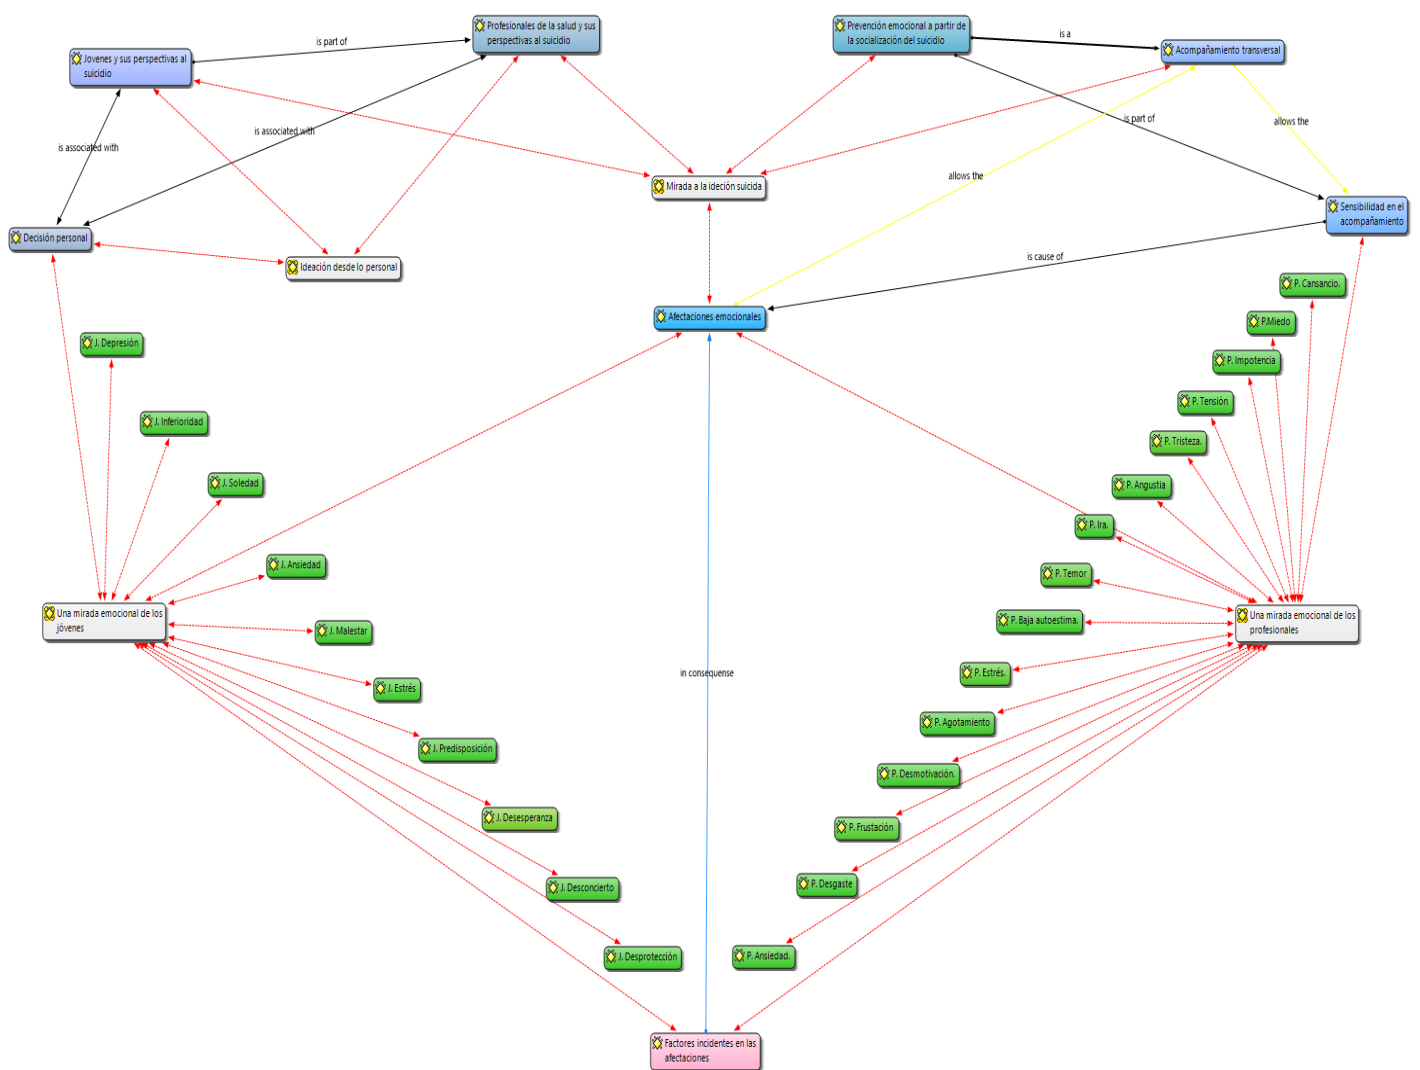 Profesionales de la salud y sus
perspectivas al suicidio
Prevención emocional a partir de
la socialización del suicidio
is part of
is a
Jovenes y sus perspectivas al
suicidio
Acompañamiento transversal
is associated with
is part of
allows the
is associated with
allows the
Mirada a la ideción suicida
Sensibilidad en el
acompañamiento
Decisión personal
Ideación desde lo personal
is cause of
P. Cansancio.
Afectaciones emocionales
P.Miedo
J. Depresión
P. Impotencia
P. Tensión
J. Inferioridad
P. Tristeza.
J. Soledad
P. Angustia
P. Ira.
J. Ansiedad
P. Temor
Una mirada emocional de los
jóvenes
P. Baja autoestima.
Una mirada emocional de los
profesionales
J. Malestar
in consequense
P. Estrés.
J. Estrés
P. Agotamiento
J. Predisposición
P. Desmotivación.
J. Desesperanza
P. Frustación
J. Desconcierto
P. Desgaste
J. Desprotección
P. Ansiedad.
Factores incidentes en las
afectaciones